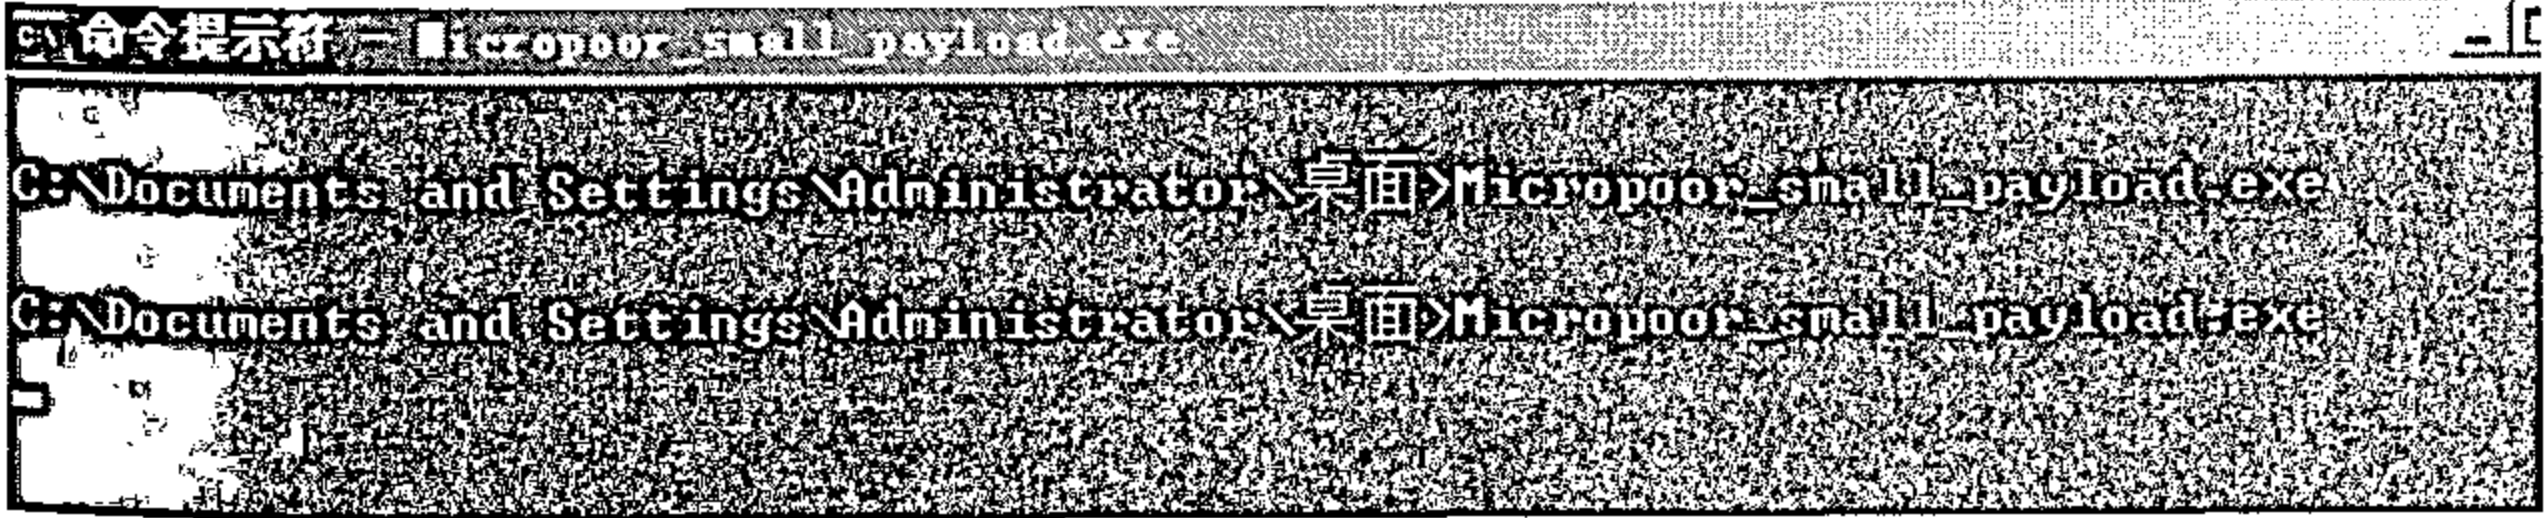 C:\ 命令提示符 - Micropoor_small_payload.exe
C:\Documents and Settings\Administrator\桌面>Micropoor_small_payload.exe
C:\Documents and Settings\Administrator\桌面>Micropoor_small_payload.exe